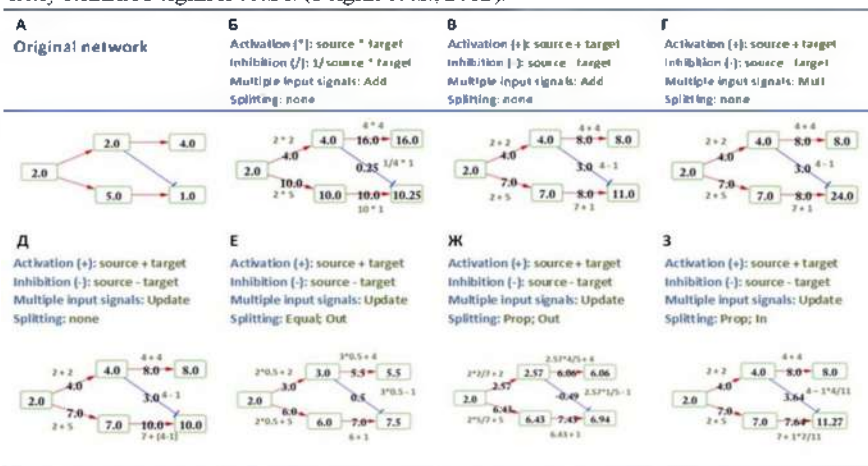 А
Original network
Б
Activation (*): source * target
Inhibition (/): 1/source * target
Multiple input signals: Add
Splitting: none
В
Activation (+): source + target
Inhibition (-): source - target
Multiple input signals: Add
Splitting: none
Г
Activation (+): source + target
Inhibition (-): source - target
Multiple input signals: Mull
Splitting: none
2.0
2.0
4.0
5.0
1.0
4 * 4
2 * 2
4.0
16.0
16.0
4.0
2.0
0.25
1/4 * 1
10.0
2 * 5
10.0
10.0
10.25
10 * 1
4 + 4
2 + 2
4.0
8.0
8.0
4.0
2.0
3.0
4 - 1
7.0
2 + 5
7.0
8.0
11.0
7 + 1
4 + 4
2 + 2
4.0
8.0
8.0
4.0
2.0
3.0
4 - 1
7.0
2 + 5
7.0
8.0
24.0
7 + 1
Д
Activation (+): source + target
Inhibition (-): source - target
Multiple input signals: Update
Splitting: none
Е
Activation (+): source + target
Inhibition (-): source - target
Multiple input signals: Update
Splitting: Equal; Out
Ж
Activation (+): source + target
Inhibition (-): source - target
Multiple input signals: Update
Splitting: Prop; Out
З
Activation (+): source + target
Inhibition (-): source - target
Multiple input signals: Update
Splitting: Prop; In
4 + 4
2 + 2
4.0
8.0
8.0
4.0
2.0
3.0
4 - 1
7.0
2 + 5
7.0
10.0
10.0
7 + (4-1)
3*0.5 + 4
2*0.5 + 2
3.0
5.5
5.5
3.0
2.0
0.5
3*0.5 - 1
6.0
2*0.5 + 5
6.0
7.0
7.5
6 + 1
2.57*4/5 + 4
2*2/7 + 2
2.57
6.06
6.06
2.57
2.0
-0.49
2.57*1/5 - 1
6.43
2*5/7 + 5
6.43
7.43
6.94
6.43 + 1
4 + 4
2 + 2
4.0
8.0
8.0
4.0
2.0
3.64
4 - 1*4/11
7.0
2 + 5
7.0
7.64
11.27
7 + 1*7/11